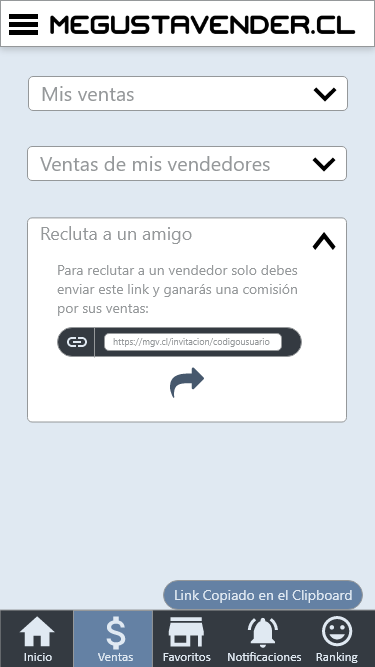 MEGUSTAVENDER.CL
Mis ventas
Ventas de mis vendedores
Recluta a un amigo
Para reclutar a un vendedor solo debes
enviar este link y ganarás una comisión
por sus ventas:
https://mgv.cl/invitacion/codigousuario
Link Copiado en el Clipboard
Inicio
Ventas
Favoritos
Notificaciones
Ranking